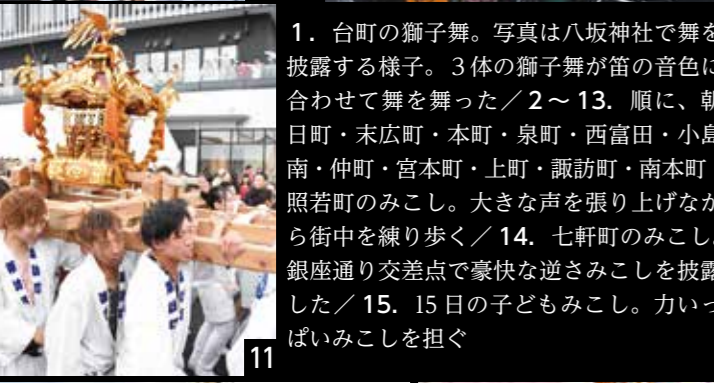 1．台町の獅子舞。写真は八坂神社で舞を
披露する様子。３体の獅子舞が笛の音色に
合わせて舞を舞った／2～13．順に、朝
日町・末広町・本町・泉町・西富田・小島
南・仲町・宮本町・上町・諏訪町・南本町・
照若町のみこし。大きな声を張り上げなが
ら街中を練り歩く／14．七軒町のみこし。
銀座通り交差点で豪快な逆さみこしを披露
した／15．15日の子どもみこし。力いっ
ぱいみこしを担ぐ
11